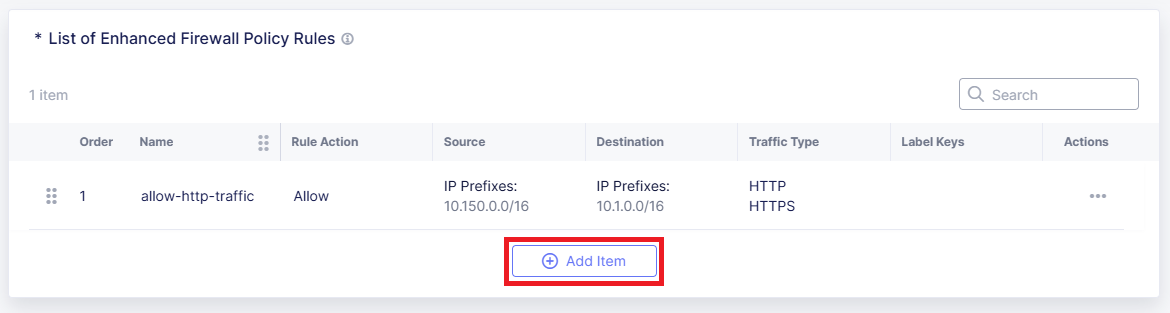 * List of Enhanced Firewall Policy Rules
1 item
Search
Order Name Rule Action Source Destination Traffic Type Label Keys Actions
1 allow-http-traffic Allow IP Prefixes: IP Prefixes: HTTP
10.150.0.0/16 10.1.0.0/16 HTTPS
Add Item